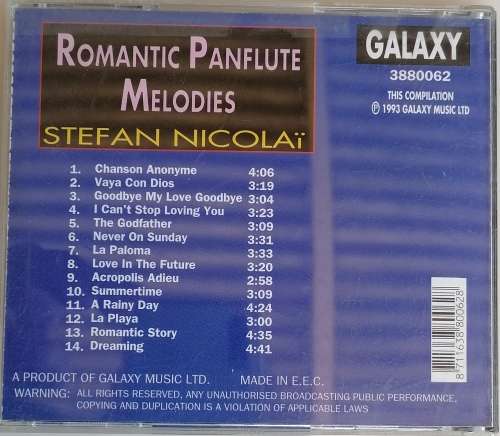 ROMANTIC PANFLUTE
MELODIES
STEFAN NICOLAï
GALAXY
3880062
THIS COMPILATION
℗ 1993 GALAXY MUSIC LTD
1. Chanson Anonyme 4:06
2. Vaya Con Dios 3:19
3. Goodbye My Love Goodbye 3:04
4. I Can't Stop Loving You 3:23
5. The Godfather 3:09
6. Never On Sunday 3:31
7. La Paloma 3:33
8. Love In The Future 3:20
9. Acropolis Adieu 2:58
10. Summertime 3:09
11. A Rainy Day 4:24
12. La Playa 3:00
13. Romantic Story 4:35
14. Dreaming 4:41
8 711638 800628
A PRODUCT OF GALAXY MUSIC LTD. MADE IN E.E.C.
WARNING: ALL RIGHTS RESERVED, ANY UNAUTHORISED BROADCASTING PUBLIC PERFORMANCE,
COPYING AND DUPLICATION IS A VIOLATION OF APPLICABLE LAWS